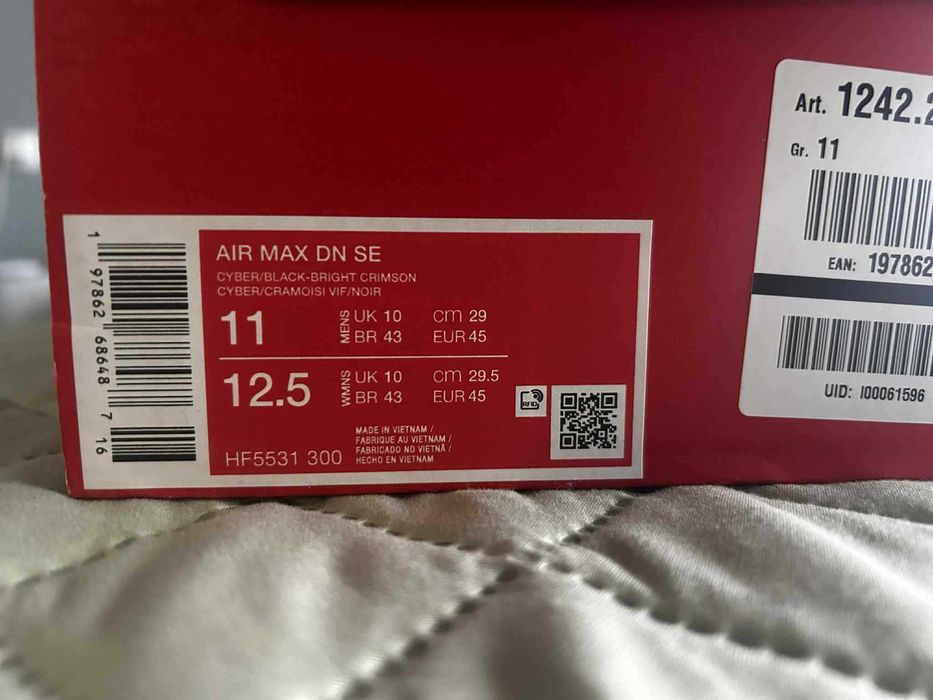 AIR MAX DN SE
CYBER/BLACK-BRIGHT CRIMSON
CYBER/CRAMOISI VIF/NOIR
11 MENS UK 10 cm 29
BR 43 EUR 45
12.5 WMNS UK 10 cm 29.5
BR 43 EUR 45
RFID
HF5531 300
MADE IN VIETNAM /
FABRIQUE AU VIETNAM /
FABRICADO NO VIETNÃ /
HECHO EN VIETNAM
1 97862 68648 7 16
Art. 1242.2
Gr. 11
EAN: 197862
UID: I00061596